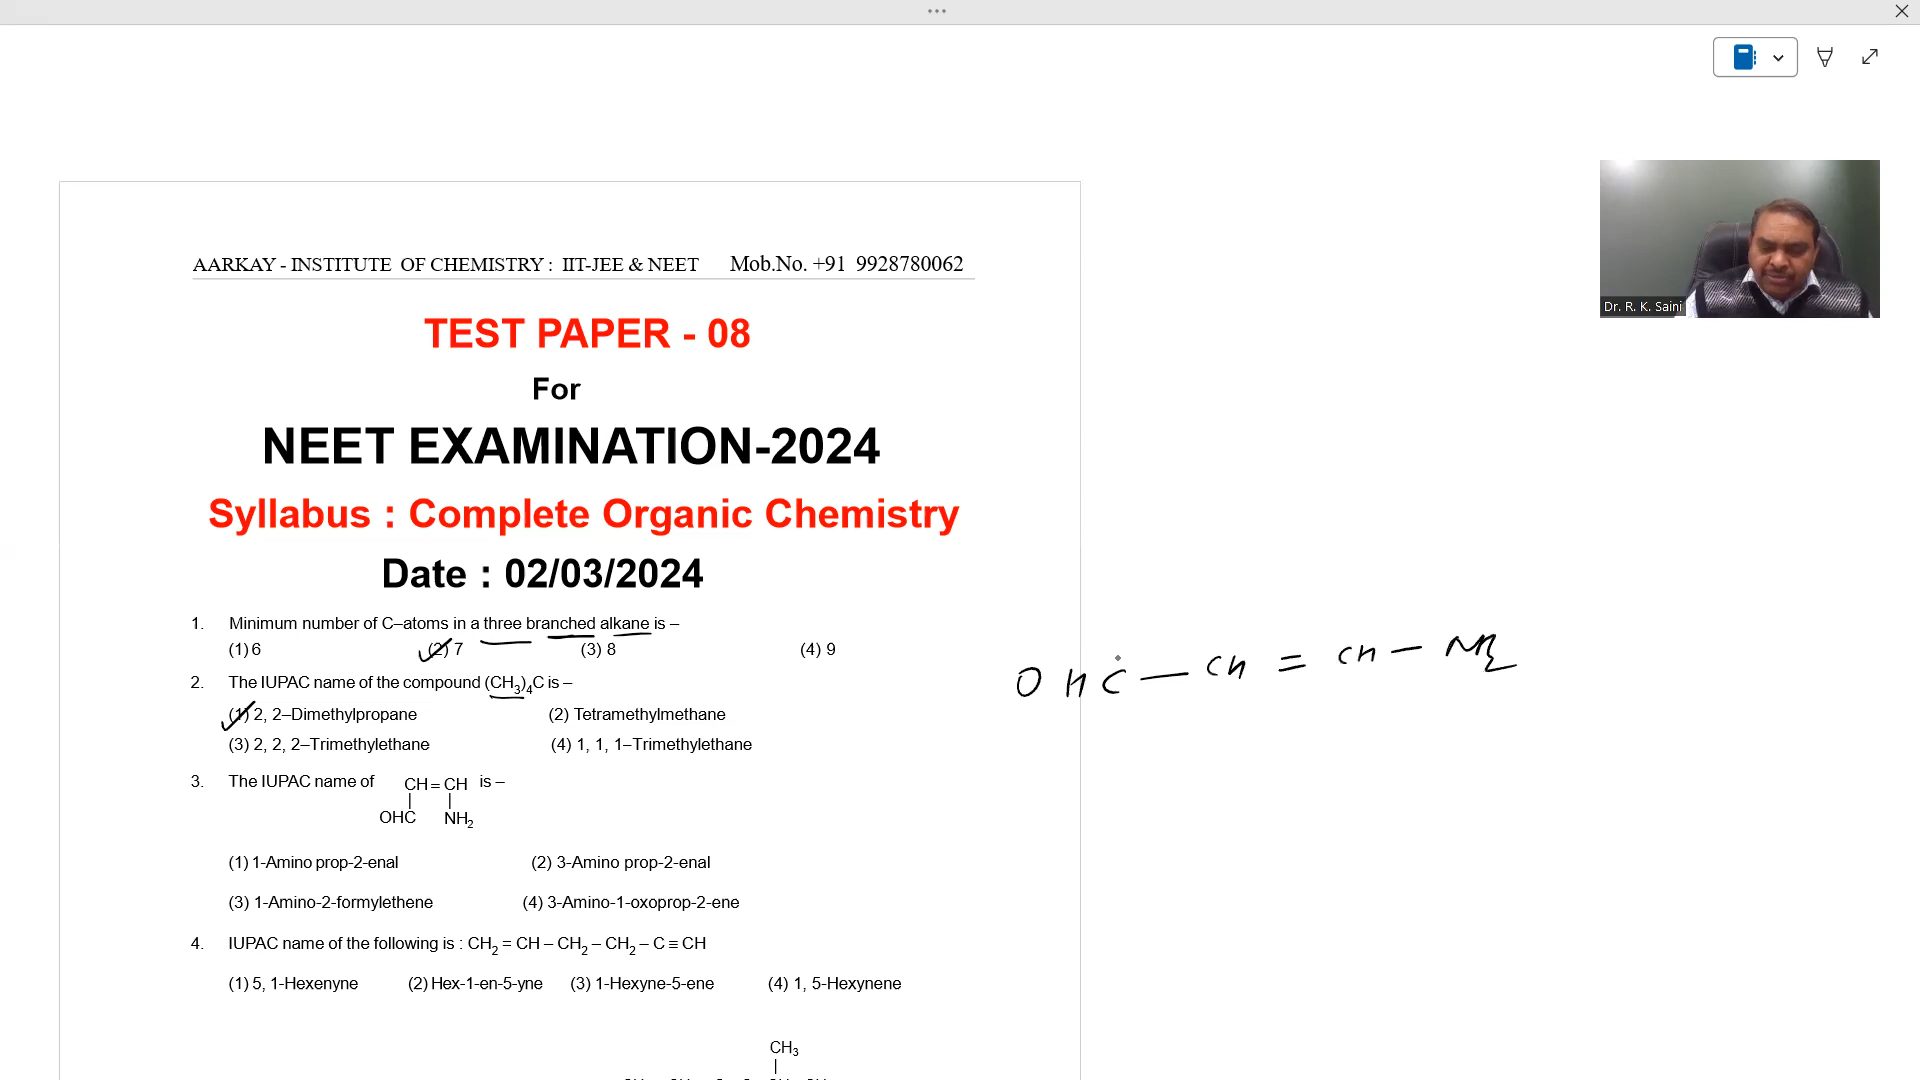 Dr. R. K. Saini
AARKAY - INSTITUTE OF CHEMISTRY : IIT-JEE & NEET Mob.No. +91 9928780062
TEST PAPER - 08
For
NEET EXAMINATION-2024
Syllabus : Complete Organic Chemistry
Date : 02/03/2024
1. Minimum number of C–atoms in a three branched alkane is –
(1) 6 (2) 7 (3) 8 (4) 9
OHC — CH = CH — NH2
2. The IUPAC name of the compound (CH3)4C is –
(1) 2, 2–Dimethylpropane (2) Tetramethylmethane
(3) 2, 2, 2–Trimethylethane (4) 1, 1, 1–Trimethylethane
3. The IUPAC name of CH = CH is –
| |
OHC NH2
(1) 1-Amino prop-2-enal (2) 3-Amino prop-2-enal
(3) 1-Amino-2-formylethene (4) 3-Amino-1-oxoprop-2-ene
4. IUPAC name of the following is : CH2 = CH – CH2 – CH2 – C ≡ CH
(1) 5, 1-Hexenyne (2) Hex-1-en-5-yne (3) 1-Hexyne-5-ene (4) 1, 5-Hexynene
CH3
|